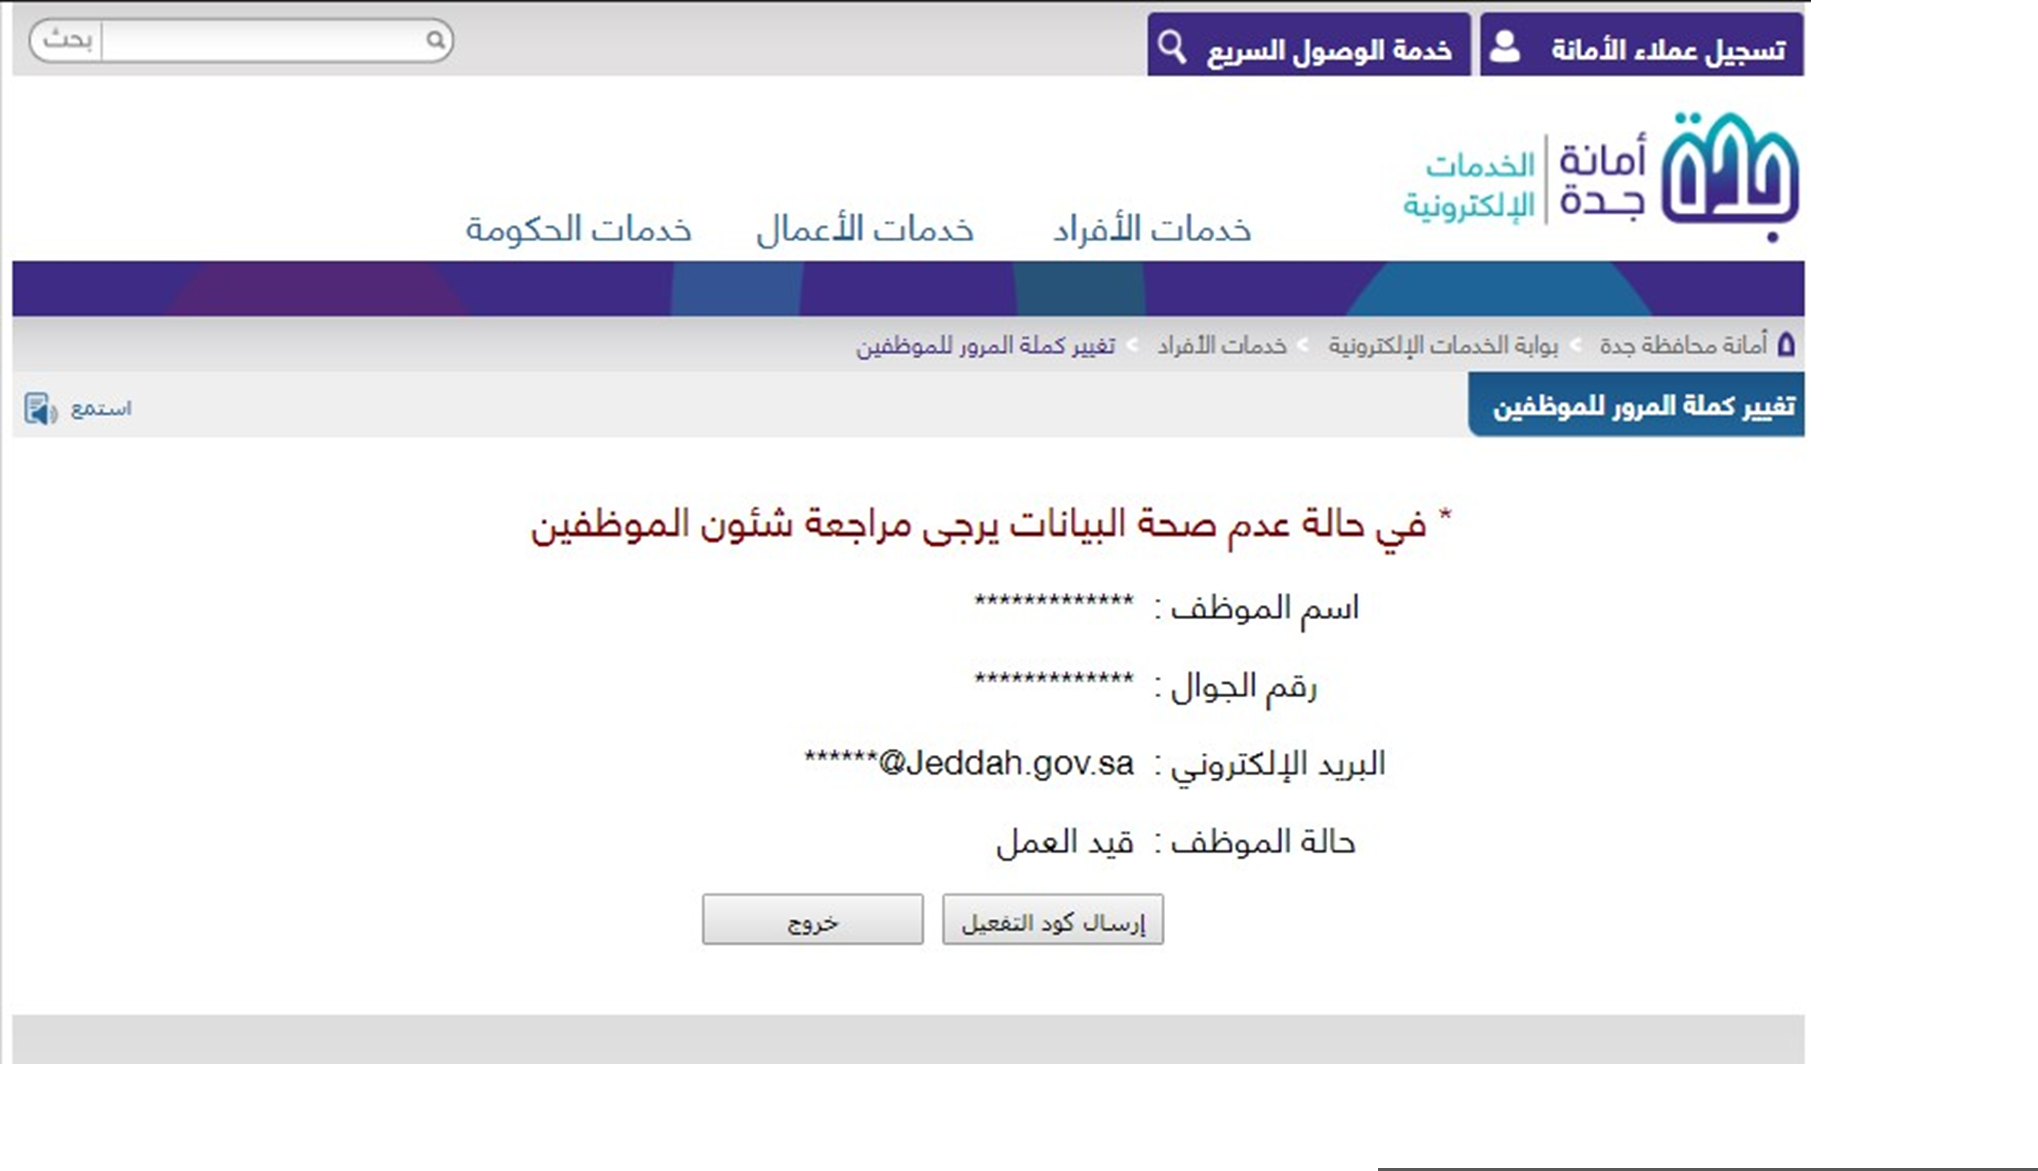 تسجيل عملاء الأمانة
خدمة الوصول السريع
بحث
جدة
أمانة جــدة
الخدمات الإلكترونية
خدمات الأفراد
خدمات الأعمال
خدمات الحكومة
أمانة محافظة جدة > بوابة الخدمات الإلكترونية > خدمات الأفراد > تغيير كملة المرور للموظفين
تغيير كملة المرور للموظفين
استمع
* في حالة عدم صحة البيانات يرجى مراجعة شئون الموظفين
اسم الموظف : *************
رقم الجوال : *************
البريد الإلكتروني : ******@Jeddah.gov.sa
حالة الموظف : قيد العمل
إرسال كود التفعيل
خروج